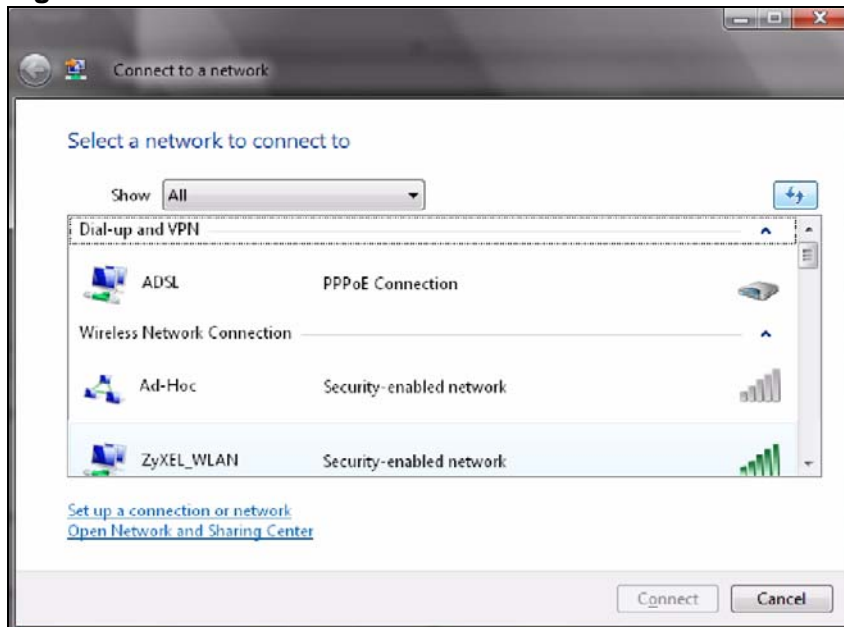 Connect to a network
Select a network to connect to
Show All
Dial-up and VPN
ADSL PPPoE Connection
Wireless Network Connection
Ad-Hoc Security-enabled network
ZyXEL_WLAN Security-enabled network
Set up a connection or network
Open Network and Sharing Center
Connect Cancel